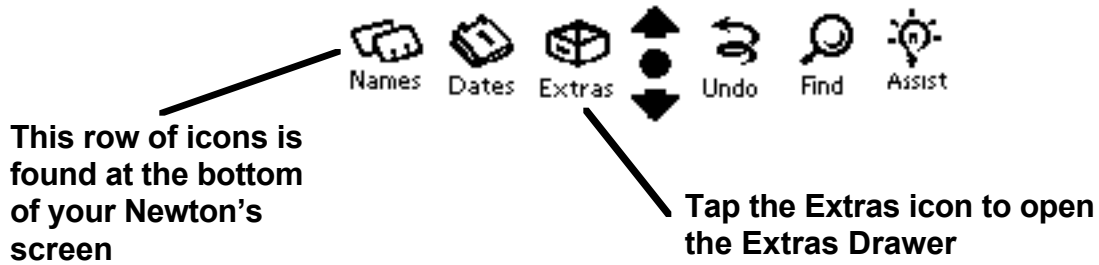 Names Dates Extras Undo Find Assist
This row of icons is
found at the bottom
of your Newton’s
screen
Tap the Extras icon to open
the Extras Drawer